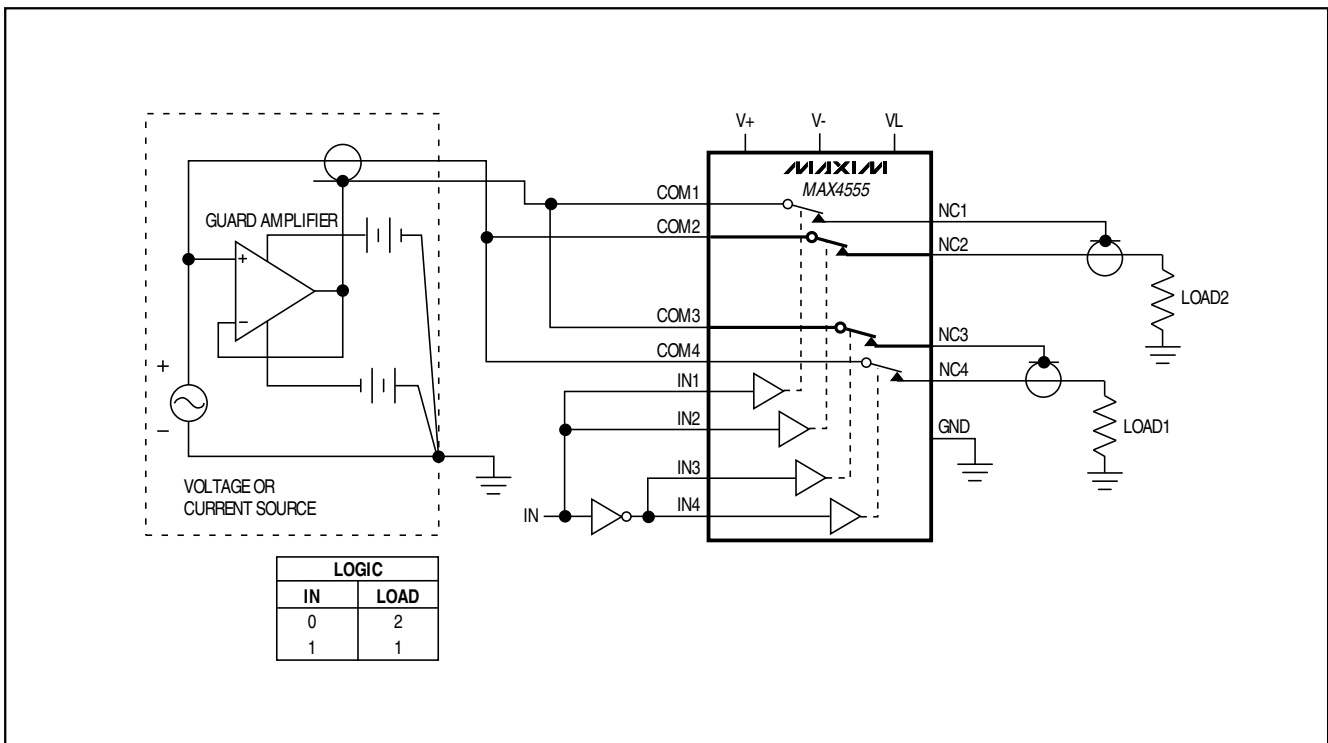 V+ V- VL
MAXIM
MAX4555
COM1
COM2
COM3
COM4
IN1
IN2
IN3
IN4
NC1
NC2
NC3
NC4
GND
LOAD2
LOAD1
GUARD AMPLIFIER
+
−
+
−
VOLTAGE OR
CURRENT SOURCE
IN
LOGIC
IN LOAD
0 2
1 1